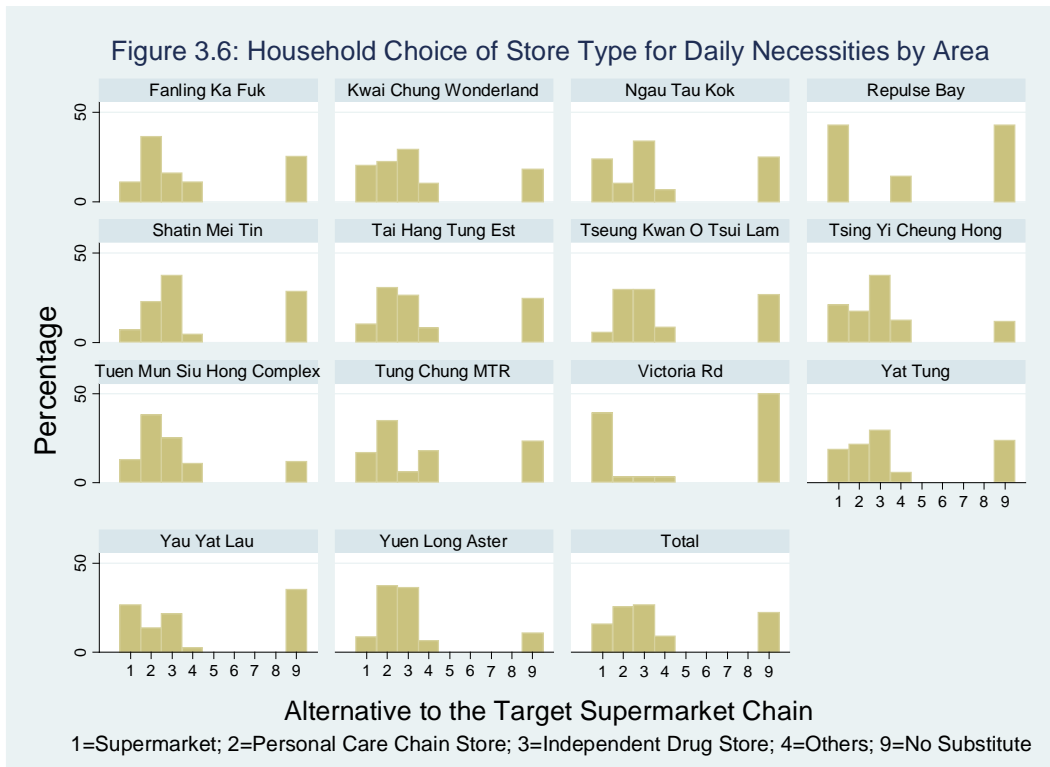 Figure 3.6: Household Choice of Store Type for Daily Necessities by Area
Fanling Ka Fuk Kwai Chung Wonderland Ngau Tau Kok Repulse Bay
50
0
Shatin Mei Tin Tai Hang Tung Est Tseung Kwan O Tsui Lam Tsing Yi Cheung Hong
50
0
Tuen Mun Siu Hong Complex Tung Chung MTR Victoria Rd Yat Tung
50
0
1 2 3 4 5 6 7 8 9
Yau Yat Lau Yuen Long Aster Total
50
0
1 2 3 4 5 6 7 8 9 1 2 3 4 5 6 7 8 9 1 2 3 4 5 6 7 8 9
Percentage
Alternative to the Target Supermarket Chain
1=Supermarket; 2=Personal Care Chain Store; 3=Independent Drug Store; 4=Others; 9=No Substitute